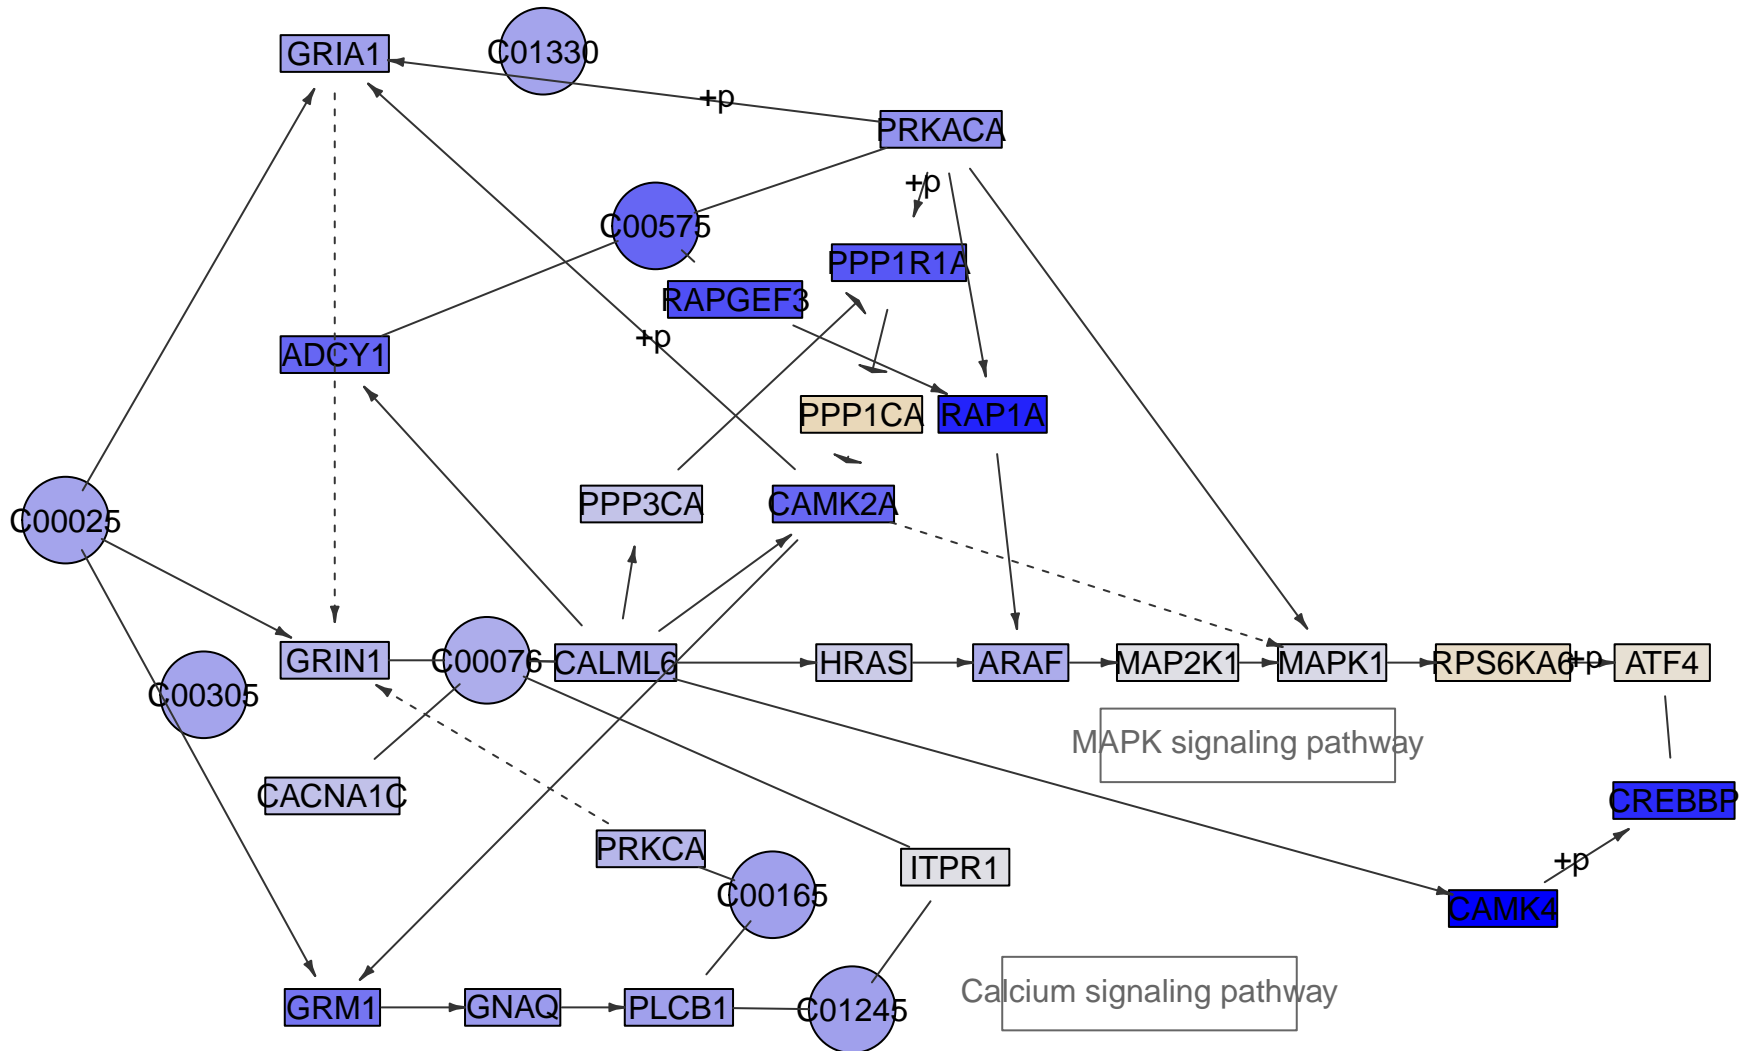 C01330
GRIA1
+p
PRKACA
+p
C00575
PPP1R1A
RAPGEF3
+p
ADCY1
PPP1CA
RAP1A
PPP3CA
CAMK2A
C00025
GRIN1
C00076
CALML6
HRAS
ARAF
MAP2K1
MAPK1
RPS6KA6
+p
ATF4
C00305
MAPK signaling pathway
CACNA1C
CREBBP
PRKCA
+p
ITPR1
C00165
CAMK4
Calcium signaling pathway
GRM1
GNAQ
PLCB1
C01245